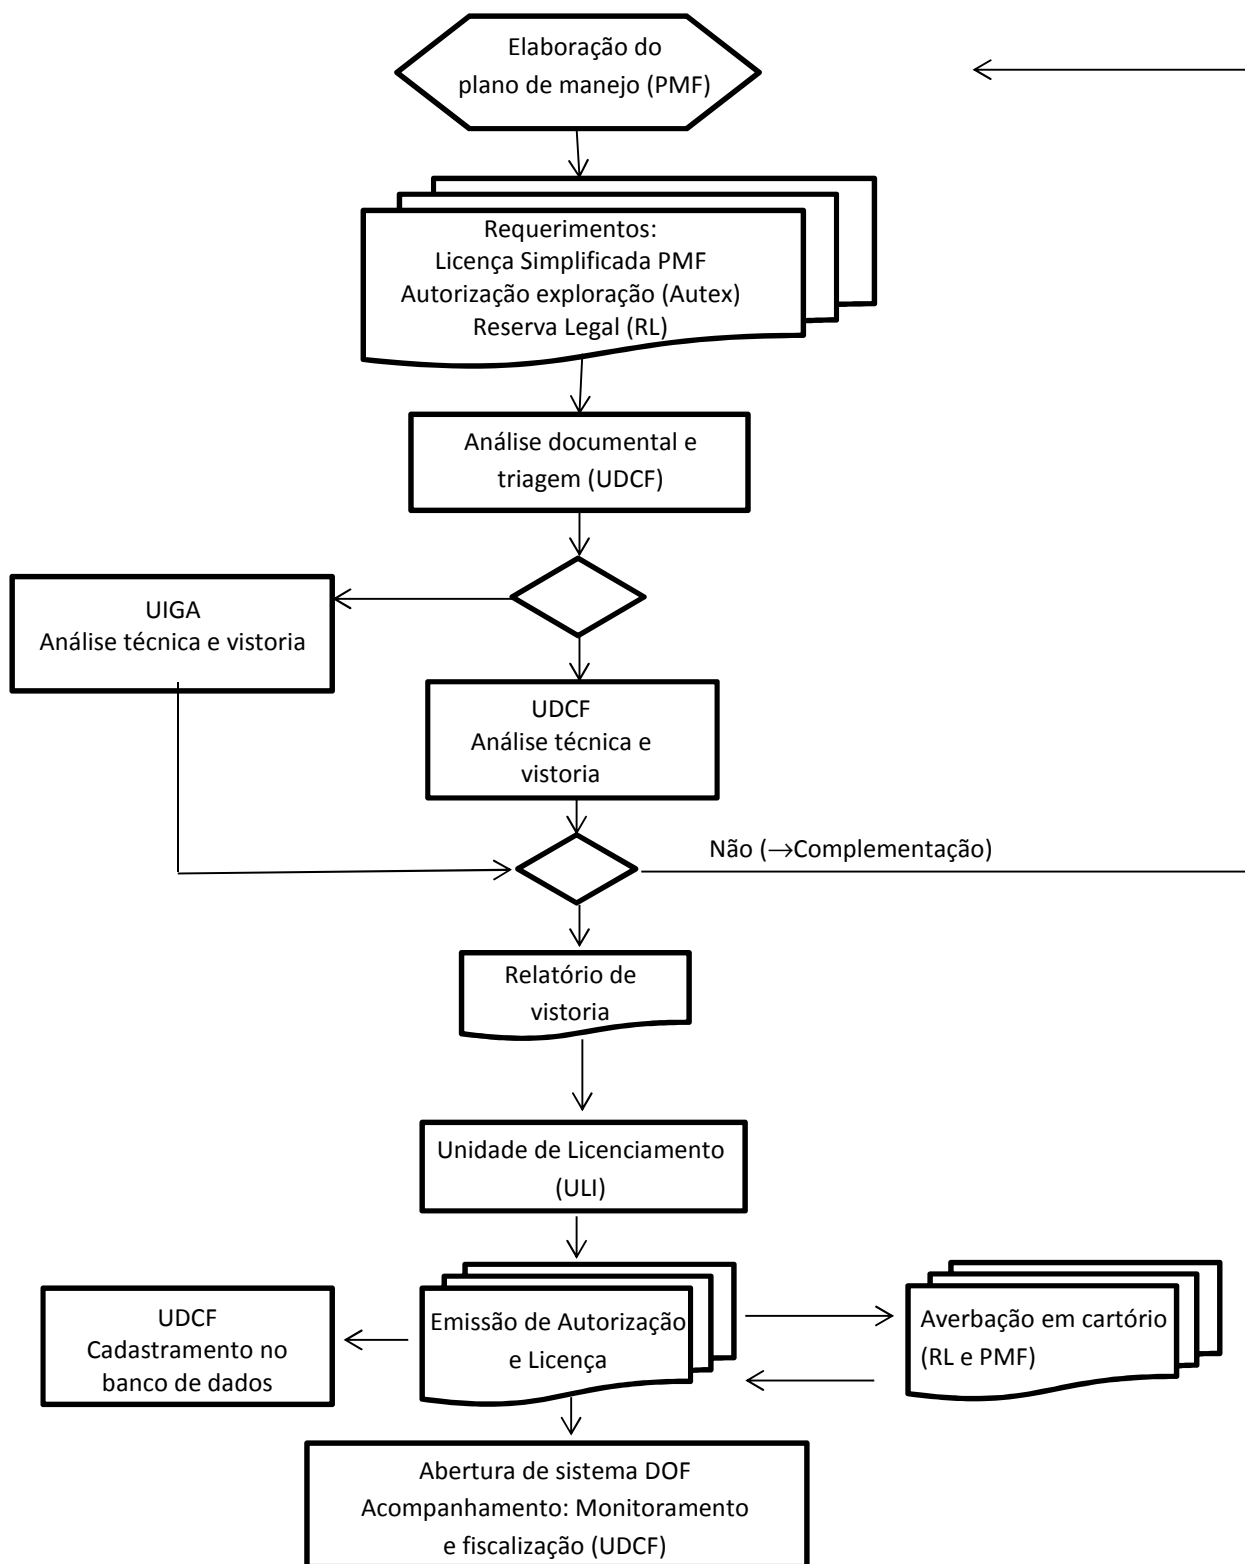 Elaboração do
plano de manejo (PMF)
Requerimentos:
Licença Simplificada PMF
Autorização exploração (Autex)
Reserva Legal (RL)
Análise documental e
triagem (UDCF)
UIGA
Análise técnica e vistoria
UDCF
Análise técnica e
vistoria
Não (→Complementação)
Relatório de
vistoria
Unidade de Licenciamento
(ULI)
UDCF
Cadastramento no
banco de dados
Emissão de Autorização
e Licença
Averbação em cartório
(RL e PMF)
Abertura de sistema DOF
Acompanhamento: Monitoramento
e fiscalização (UDCF)